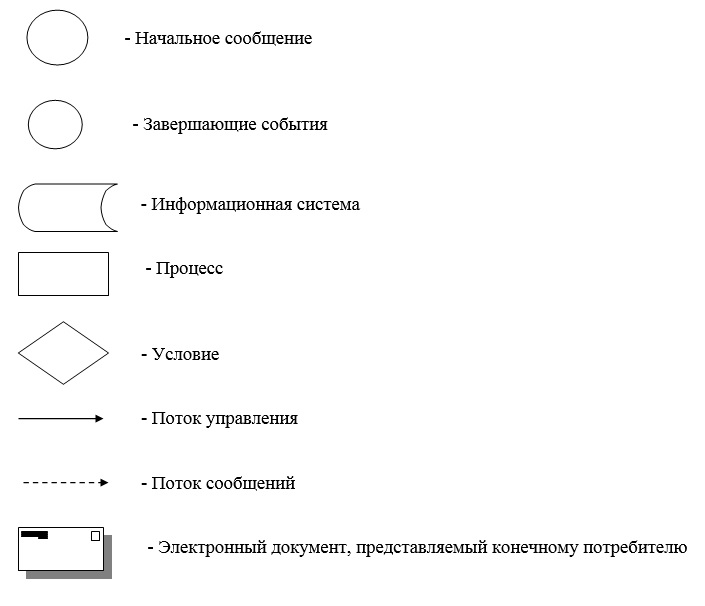 - Начальное сообщение
- Завершающие события
- Информационная система
- Процесс
- Условие
- Поток управления
- Поток сообщений
- Электронный документ, представляемый конечному потребителю